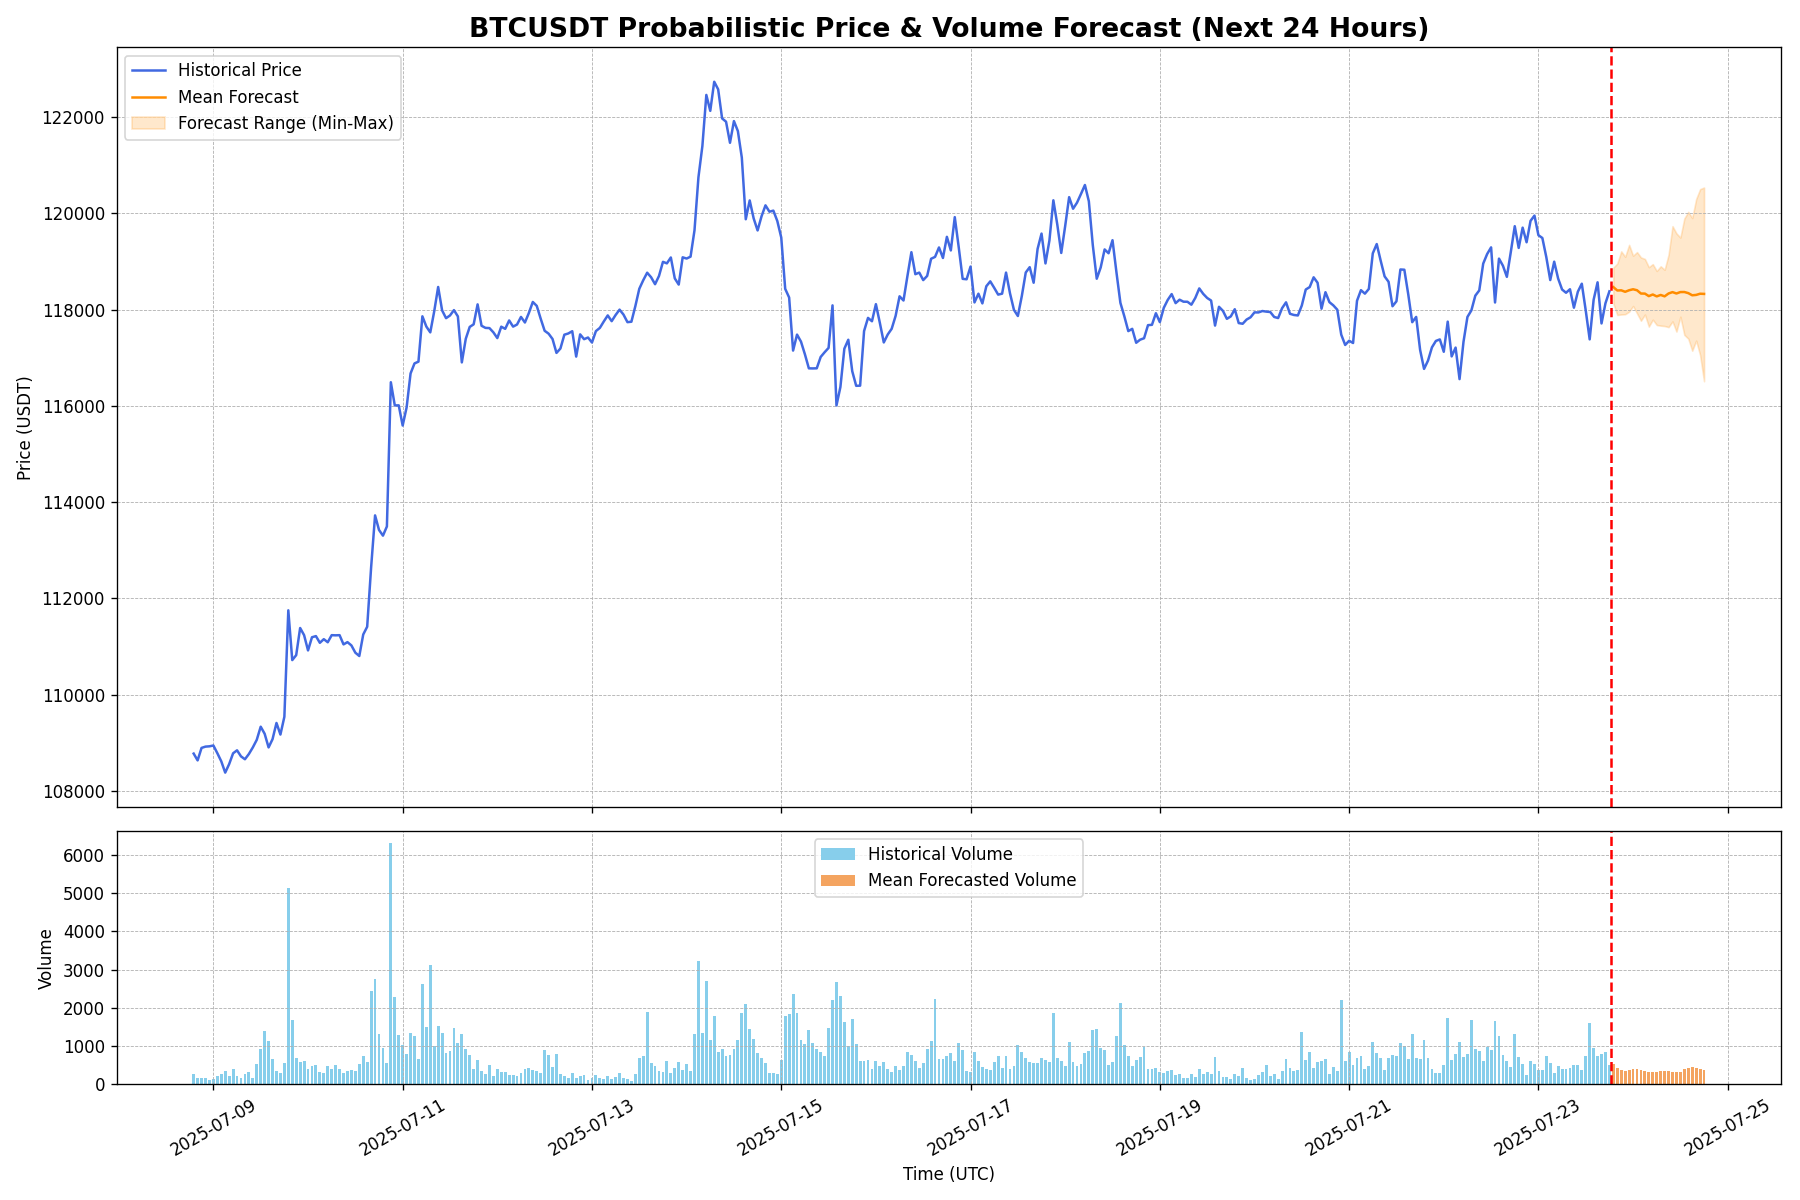 BTCUSDT Probabilistic Price & Volume Forecast (Next 24 Hours)
Historical Price
Mean Forecast
Forecast Range (Min-Max)
122000
120000
118000
116000
114000
112000
110000
108000
Price (USDT)
Historical Volume
Mean Forecasted Volume
6000
5000
4000
3000
2000
1000
0
Volume
2025-07-09
2025-07-11
2025-07-13
2025-07-15
2025-07-17
2025-07-19
2025-07-21
2025-07-23
2025-07-25
Time (UTC)